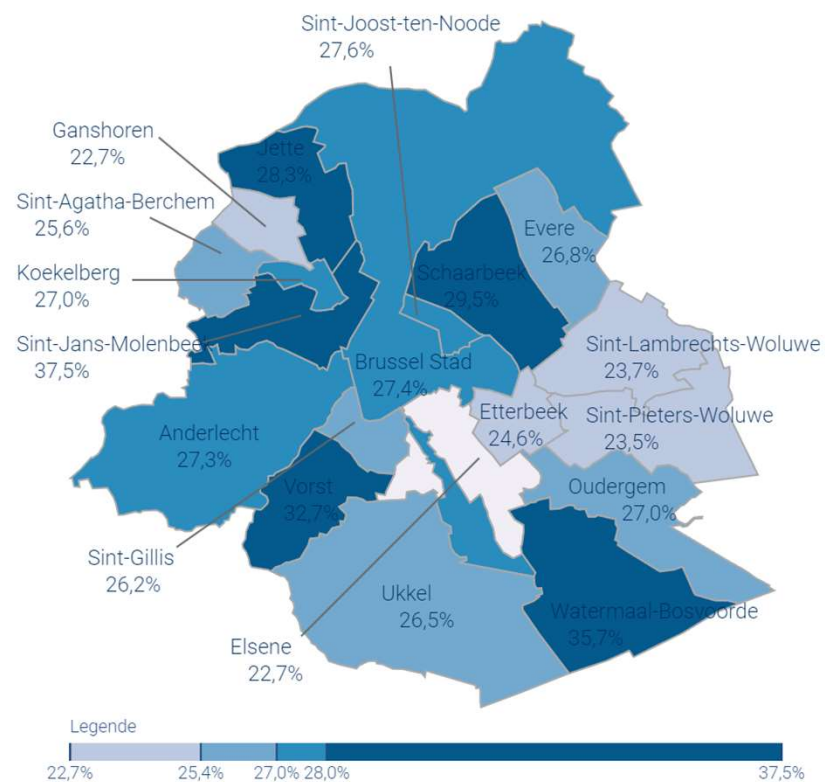 Sint-Joost-ten-Noode
27,6%
Ganshoren
22,7%
Jette
28,3%
Sint-Agatha-Berchem
25,6%
Evere
26,8%
Koekelberg
27,0%
Schaarbeek
29,5%
Sint-Jans-Molenbeek
37,5%
Sint-Lambrechts-Woluwe
23,7%
Brussel Stad
27,4%
Etterbeek
24,6%
Sint-Pieters-Woluwe
23,5%
Anderlecht
27,3%
Vorst
32,7%
Oudergem
27,0%
Sint-Gillis
26,2%
Ukkel
26,5%
Watermaal-Bosvoorde
35,7%
Elsene
22,7%
Legende
22,7% 25,4% 27,0% 28,0% 37,5%